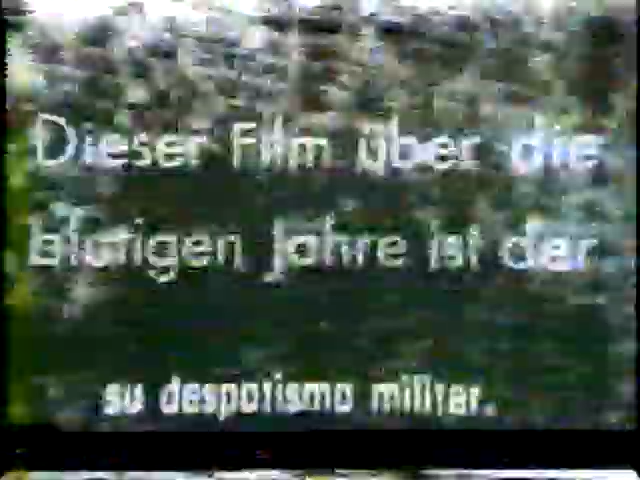 Dieser Film über die
blutigen Jahre ist der
su despotismo militar.